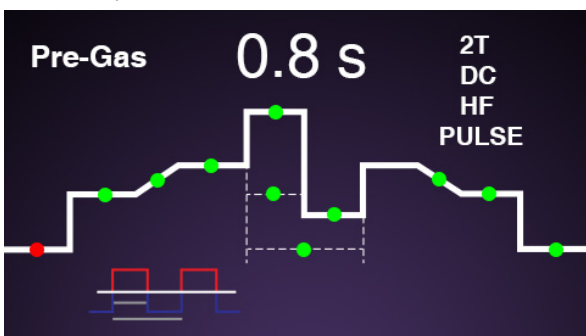 Pre-Gas
0.8 s
2T
DC
HF
PULSE